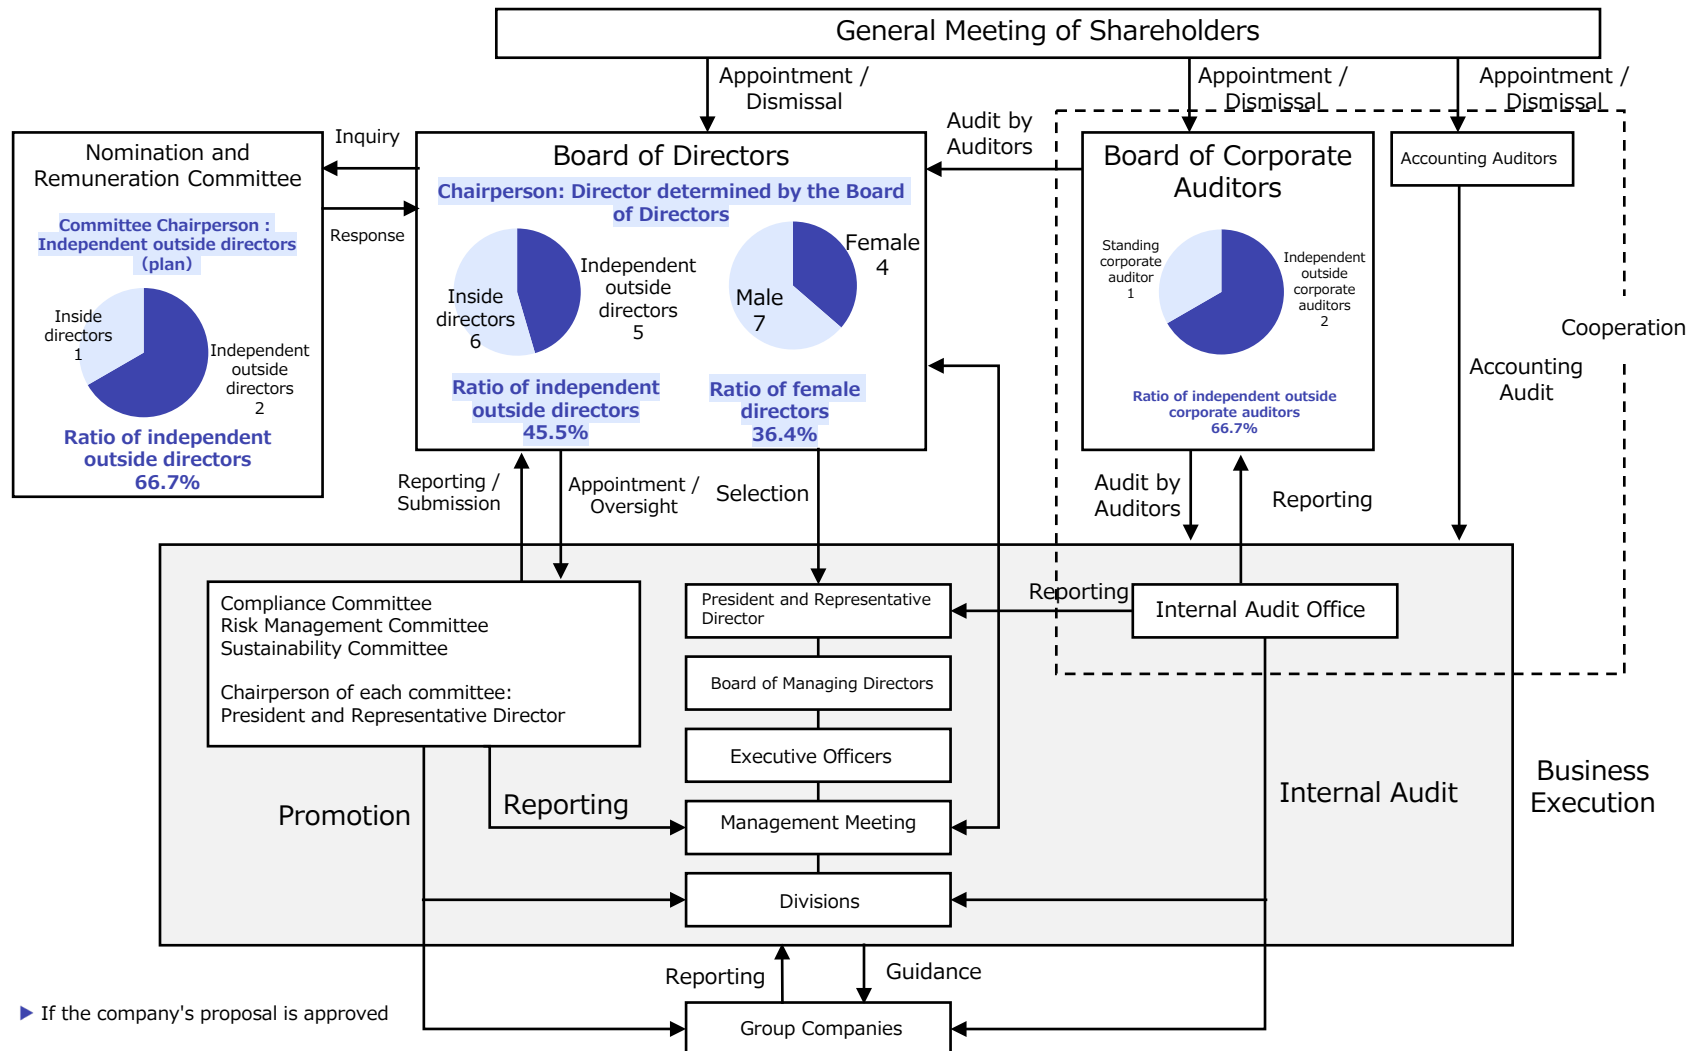 General Meeting of Shareholders
Appointment /
Dismissal
Appointment /
Dismissal
Appointment /
Dismissal
Nomination and
Remuneration Committee
Committee Chairperson :
Independent outside directors
(plan)
Inside
directors
1
Independent
outside
directors
2
Ratio of independent
outside directors
66.7%
Inquiry
Response
Board of Directors
Chairperson: Director determined by the Board
of Directors
Inside
directors
6
Independent
outside
directors
5
Male
7
Female
4
Ratio of independent
outside directors
45.5%
Ratio of female
directors
36.4%
Audit by
Auditors
Board of Corporate
Auditors
Standing
corporate
auditor
1
Independent
outside
corporate
auditors
2
Ratio of independent outside
corporate auditors
66.7%
Accounting Auditors
Cooperation
Accounting
Audit
Reporting /
Submission
Appointment /
Oversight
Selection
Audit by
Auditors
Reporting
Compliance Committee
Risk Management Committee
Sustainability Committee
Chairperson of each committee:
President and Representative Director
President and Representative
Director
Reporting
Internal Audit Office
Board of Managing Directors
Executive Officers
Management Meeting
Divisions
Promotion
Reporting
Internal Audit
Business
Execution
Reporting
Guidance
Group Companies
▶ If the company's proposal is approved